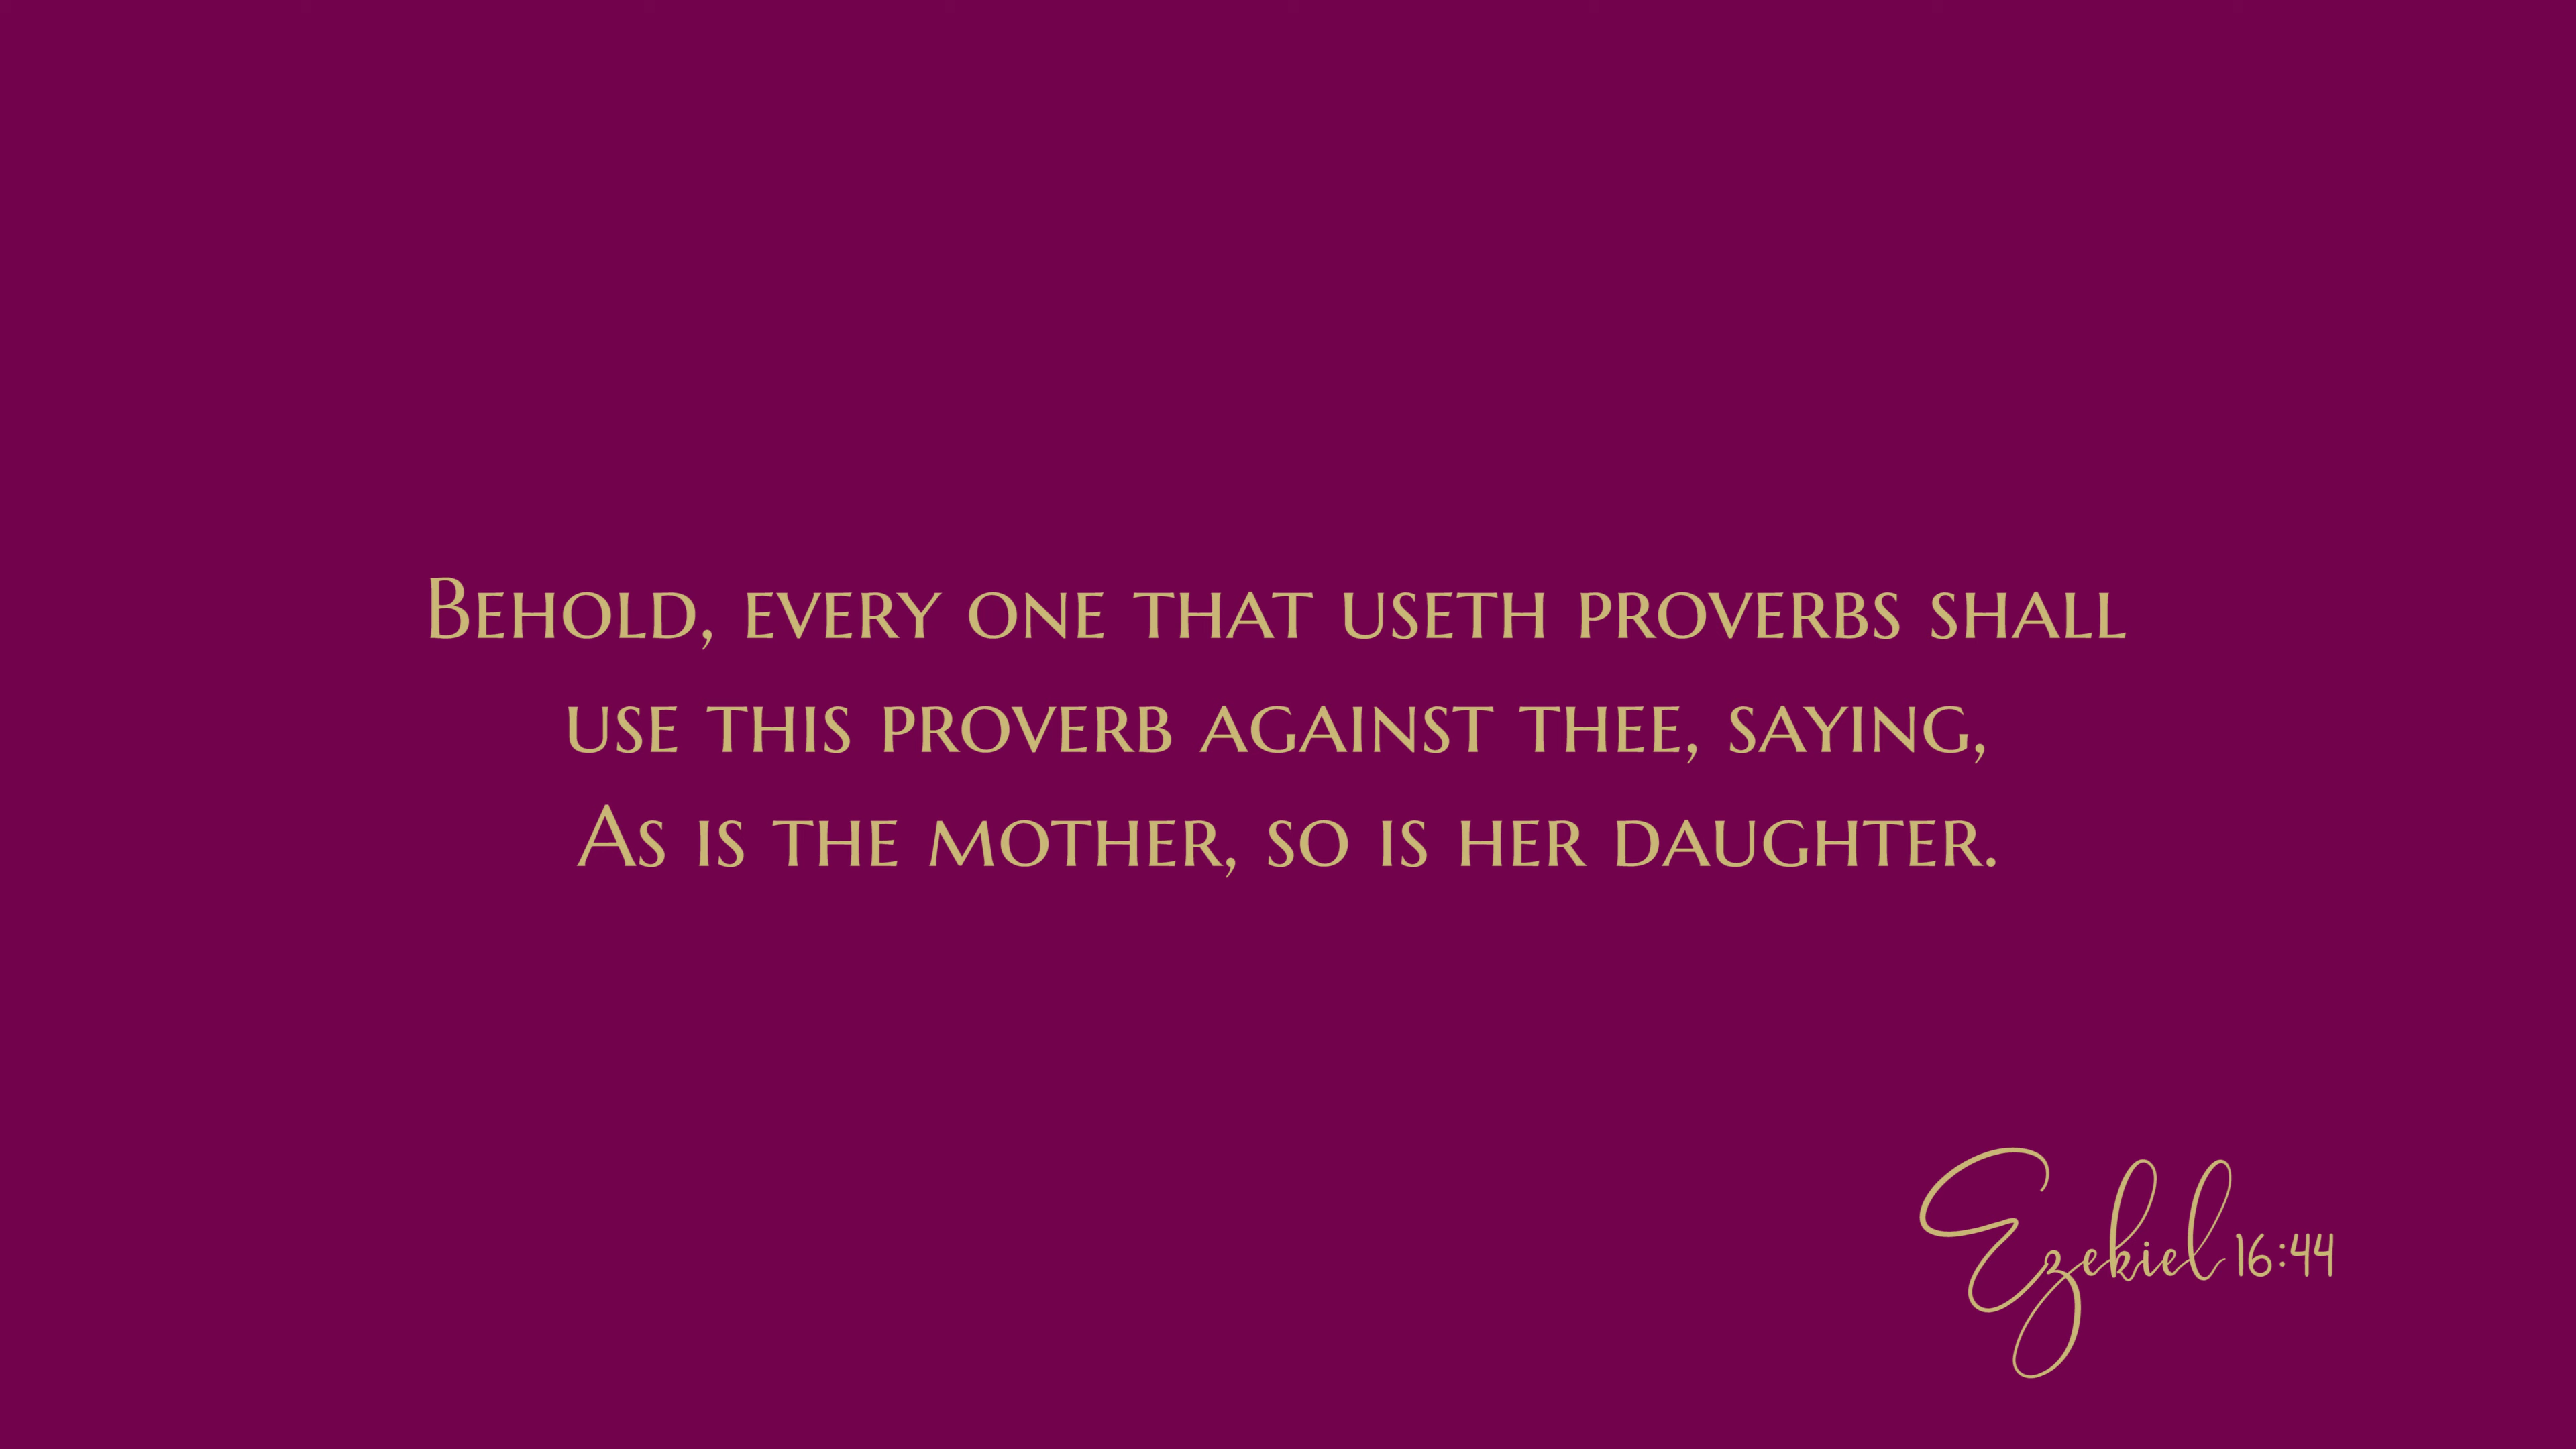 Behold, every one that useth proverbs shall
use this proverb against thee, saying,
As is the mother, so is her daughter.
Ezekiel 16:44